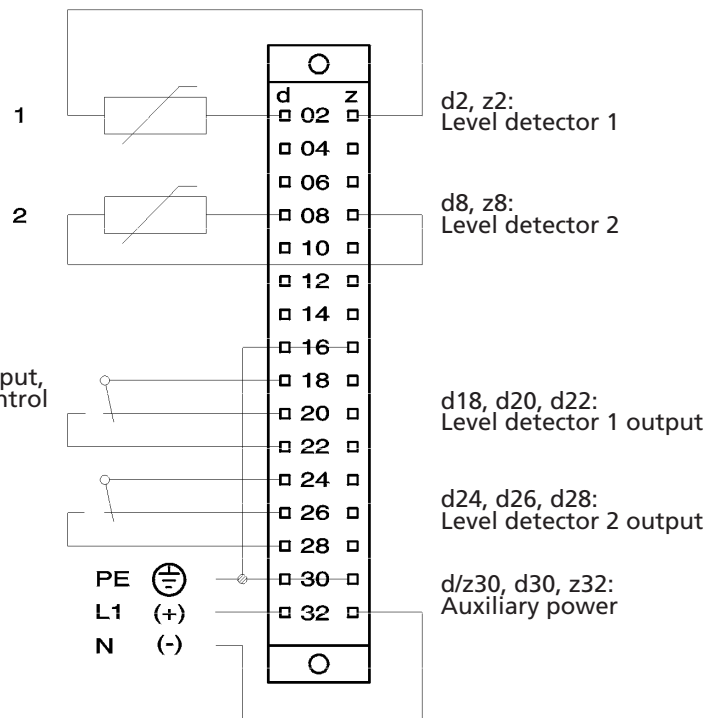 d z
1 02 d2, z2:
Level detector 1
04
06
2 08 d8, z8:
Level detector 2
10
12
14
16
put,
ntrol
18
20 d18, d20, d22:
Level detector 1 output
22
24
26 d24, d26, d28:
Level detector 2 output
28
PE 30 d/z30, d30, z32:
Auxiliary power
L1 (+) 32
N (-)